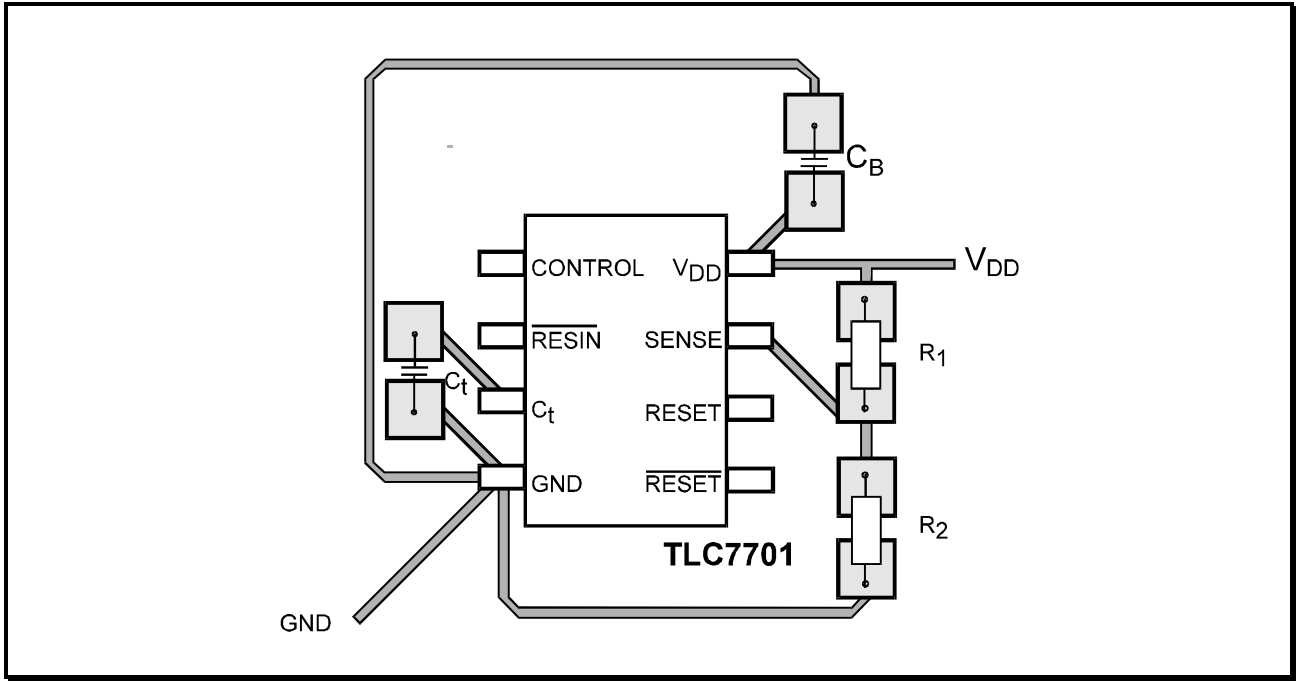 C_B
CONTROL
V_DD
V_DD
RESIN
SENSE
R_1
C_t
C_t
RESET
GND
RESET
R_2
TLC7701
GND